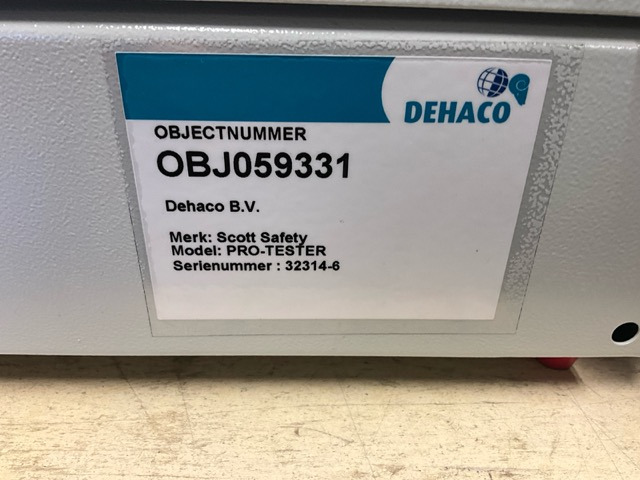 DEHACO
OBJECTNUMMER
OBJ059331
Dehaco B.V.
Merk: Scott Safety
Model: PRO-TESTER
Serienummer : 32314-6